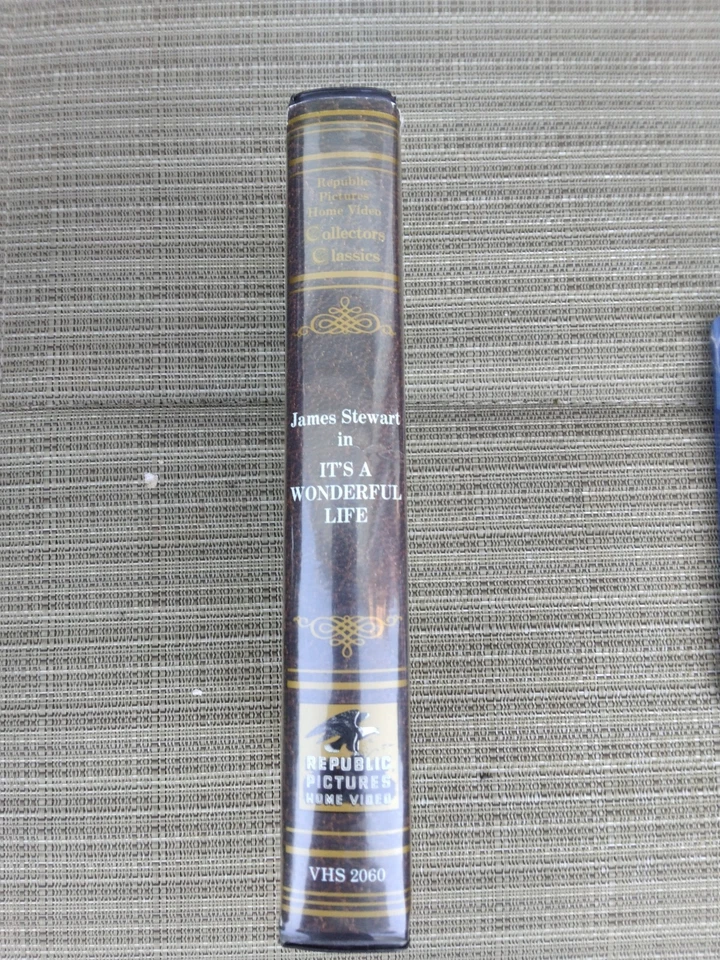 Republic
Pictures
Home Video
Collectors
Classics
James Stewart
in
IT'S A
WONDERFUL
LIFE
REPUBLIC
PICTURES
HOME VIDEO
VHS 2060